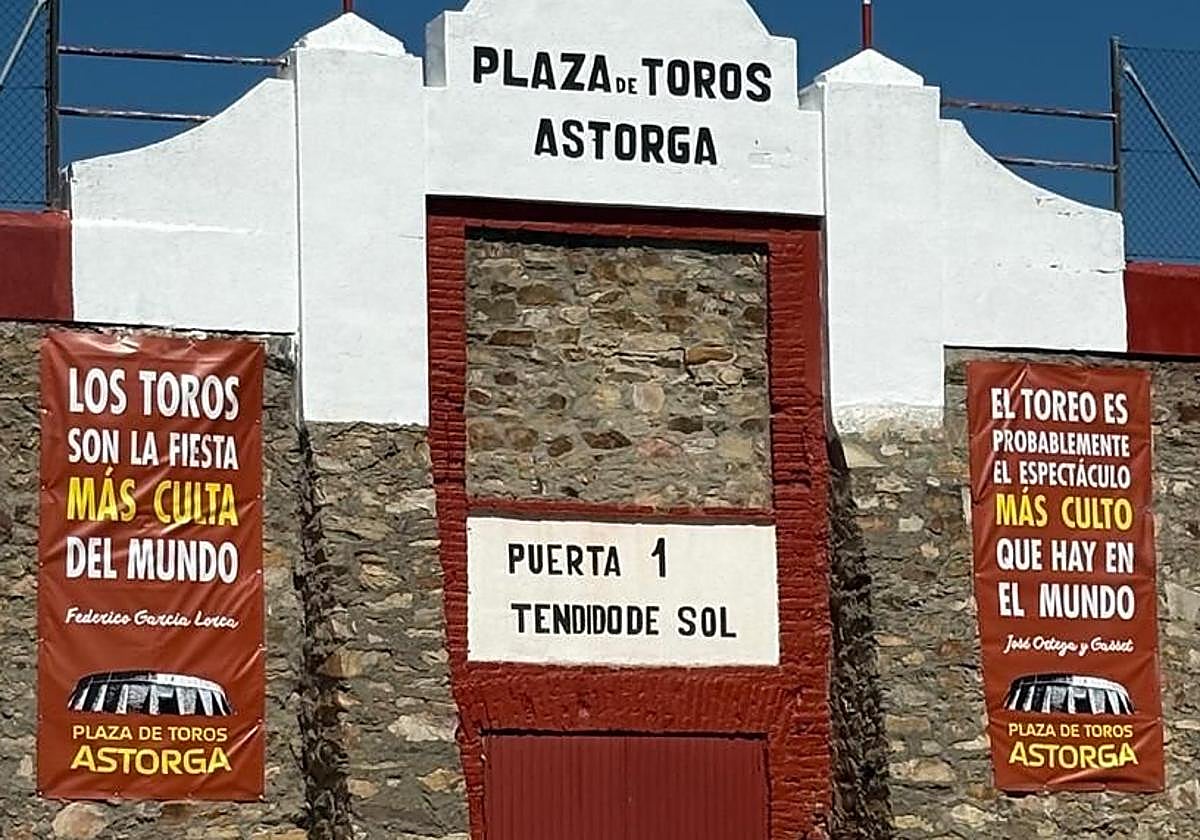 PLAZA DE TOROS
ASTORGA
LOS TOROS
SON LA FIESTA
MÁS CULTA
DEL MUNDO
Federico García Lorca
PLAZA DE TOROS
ASTORGA
PUERTA 1
TENDIDO DE SOL
EL TOREO ES
PROBABLEMENTE
EL ESPECTÁCULO
MÁS CULTO
QUE HAY EN
EL MUNDO
José Ortega y Gasset
PLAZA DE TOROS
ASTORGA